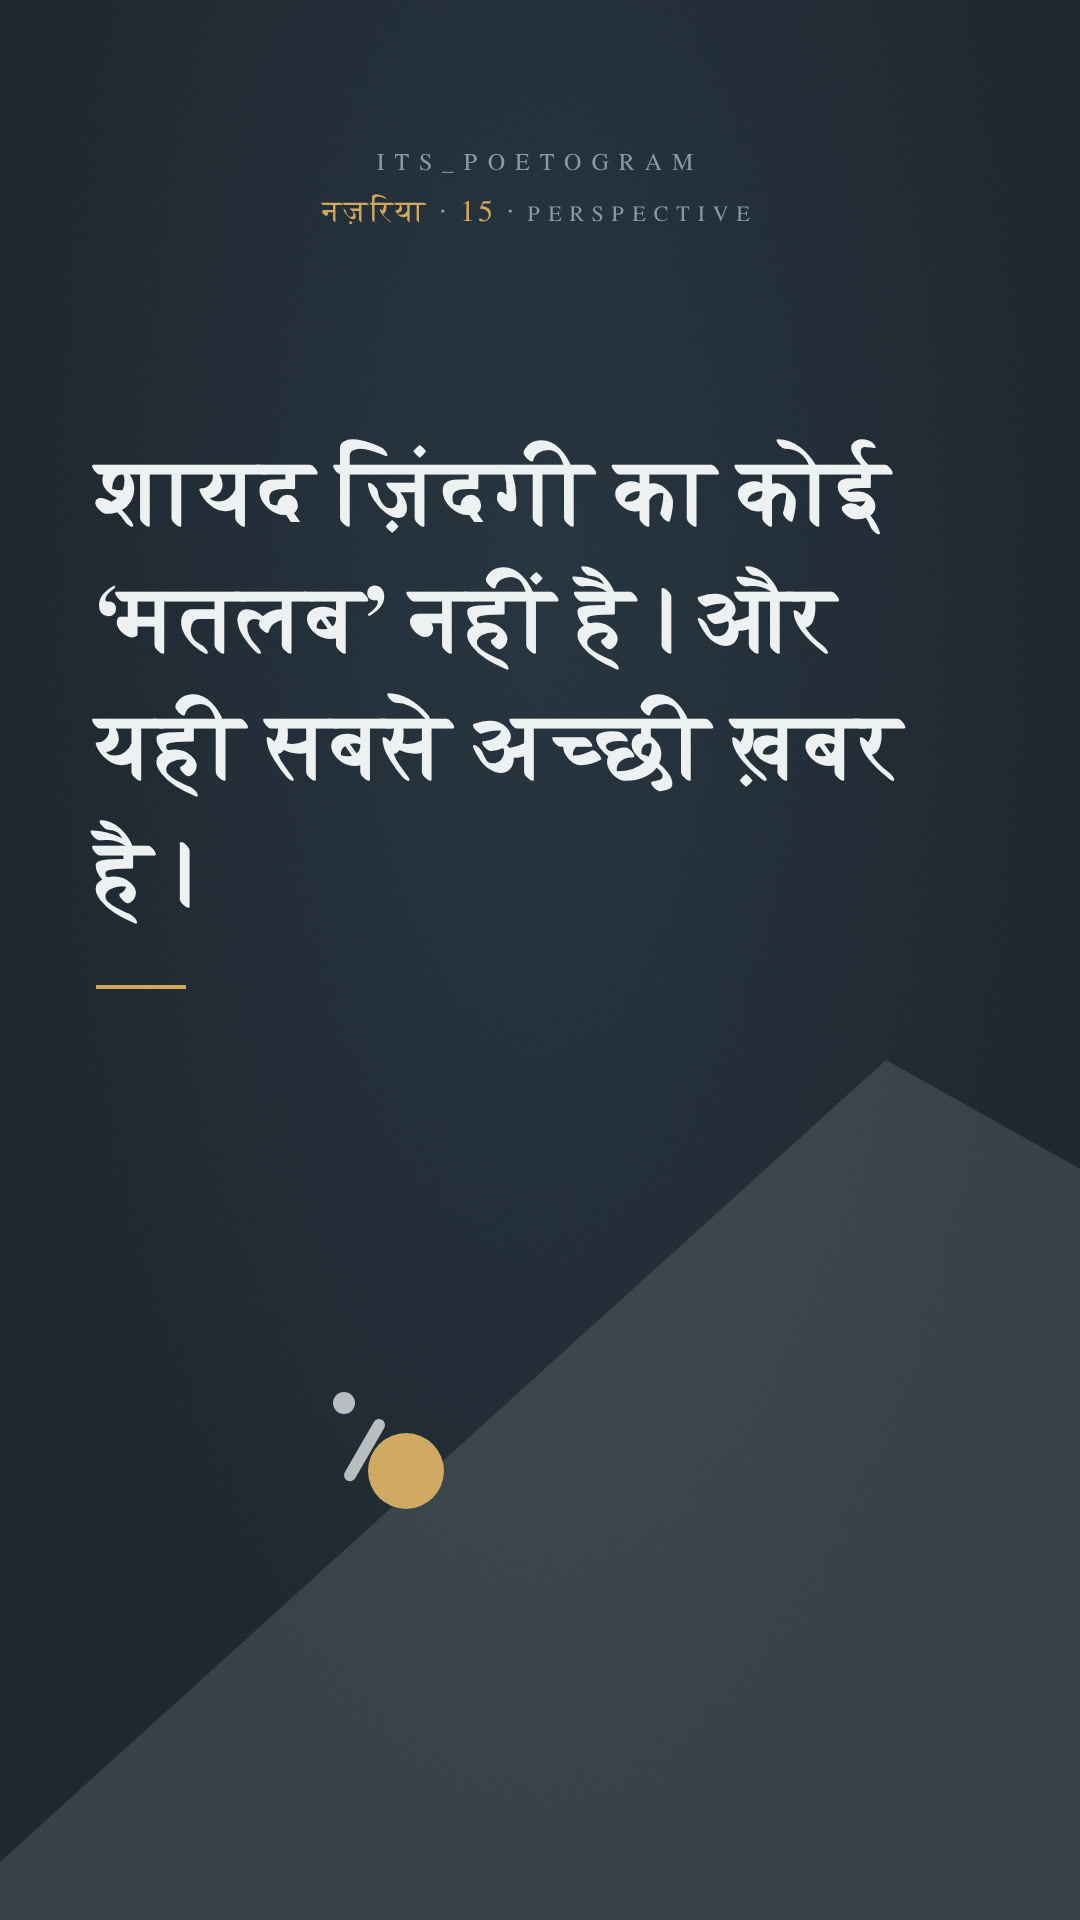 ITS_POETOGRAM
नज़रिया · 15 · PERSPECTIVE
शायद ज़िंदगी का कोई
‘मतलब’ नहीं है। और
यही सबसे अच्छी ख़बर
है।